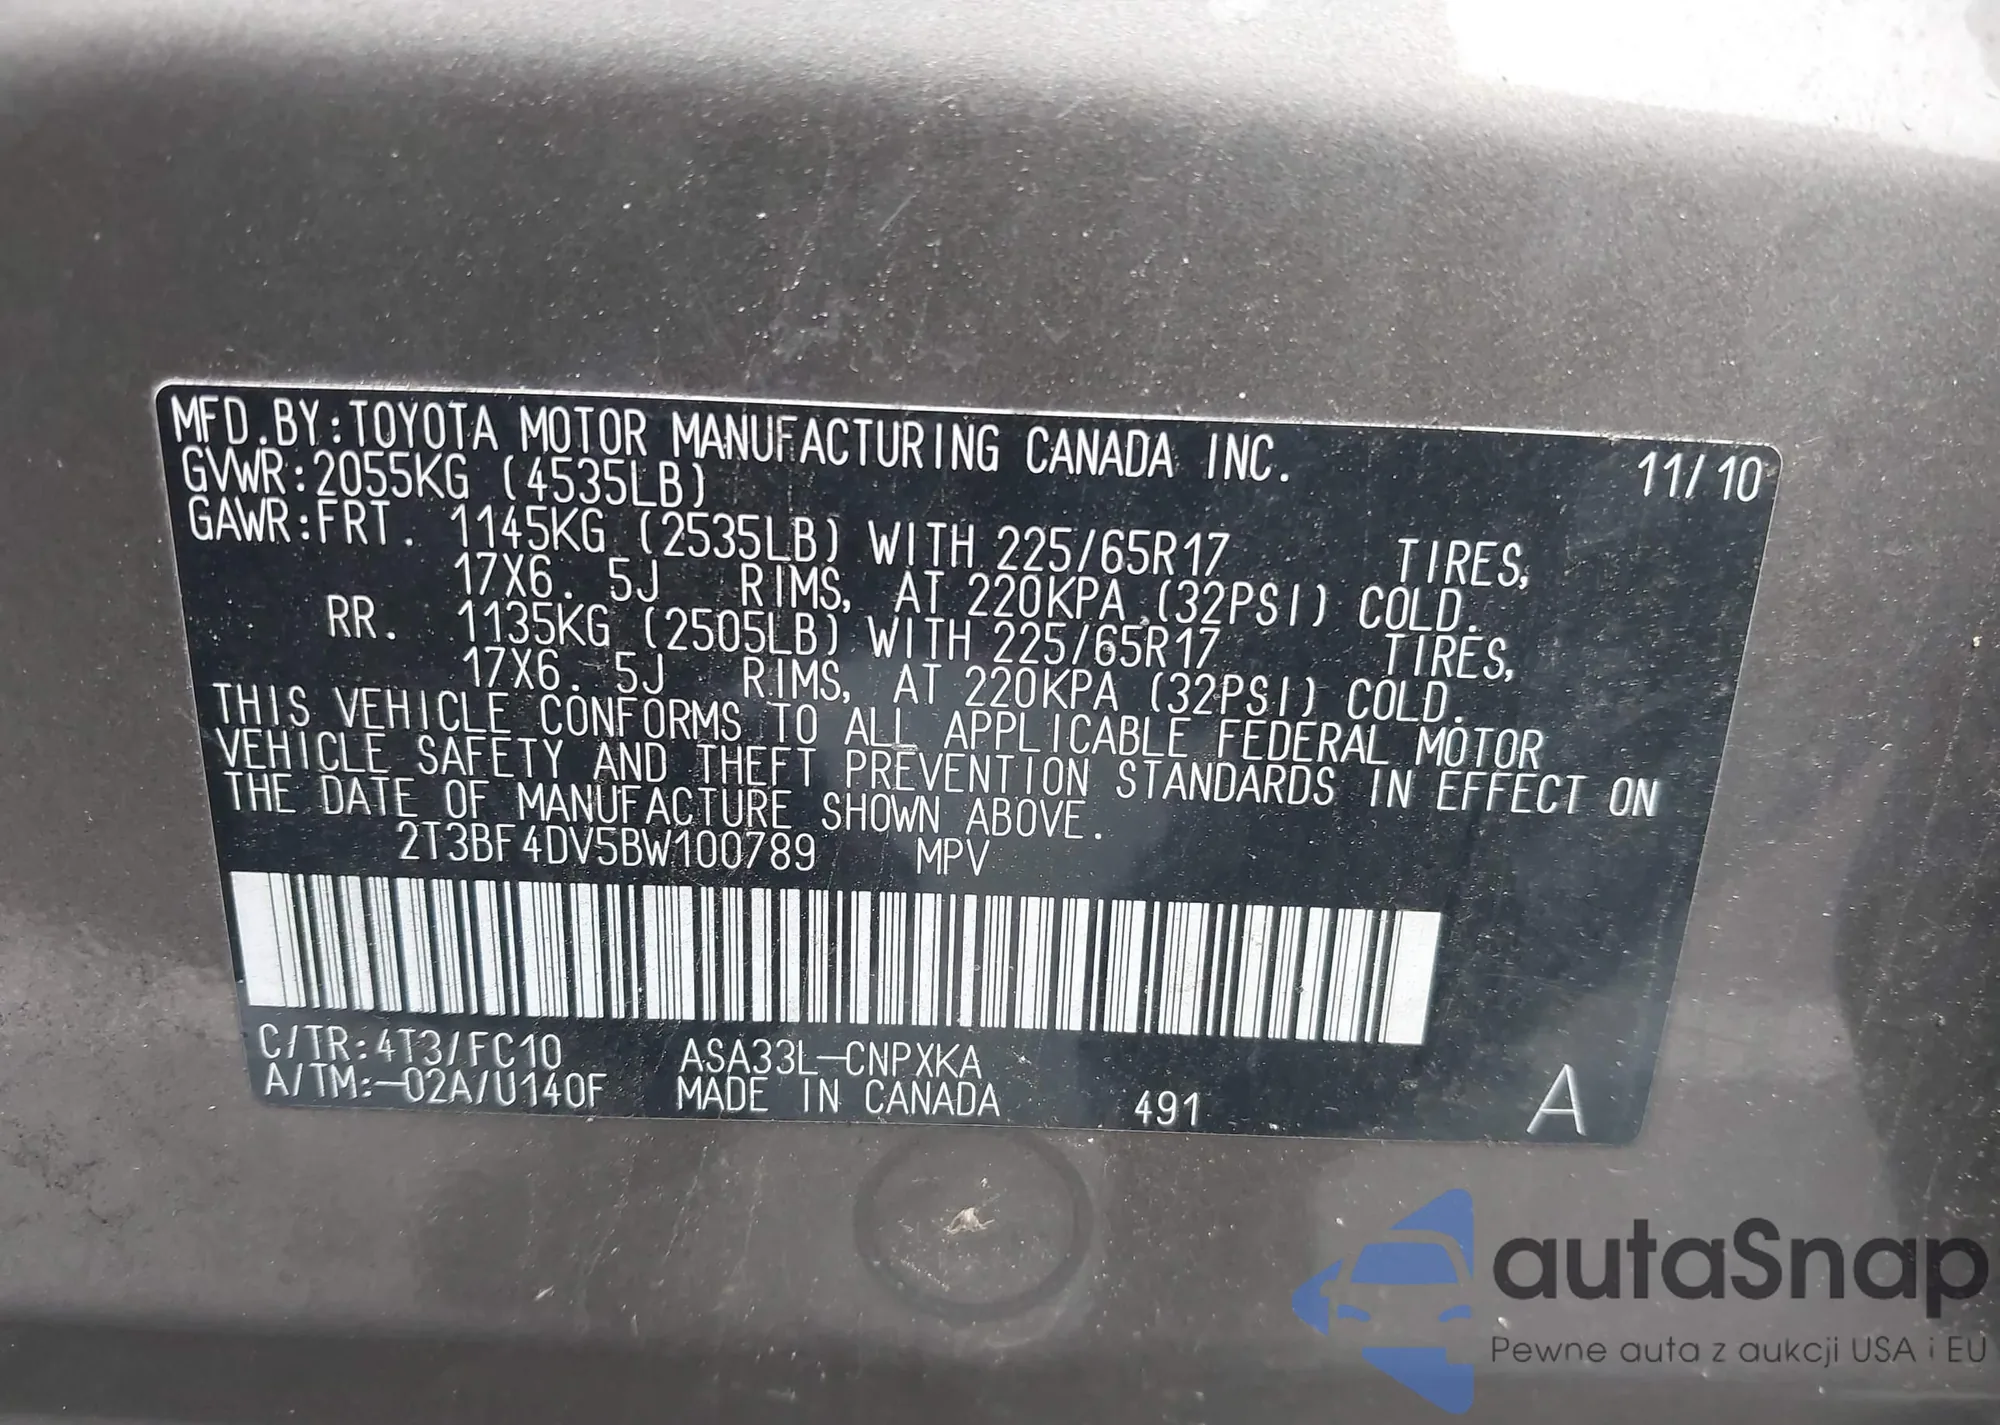 MFD.BY:TOYOTA MOTOR MANUFACTURING CANADA INC. 11/10
GVWR:2055KG (4535LB)
GAWR:FRT. 1145KG (2535LB) WITH 225/65R17 TIRES,
17X6. 5J RIMS, AT 220KPA (32PSI) COLD.
RR. 1135KG (2505LB) WITH 225/65R17 TIRES,
17X6. 5J RIMS, AT 220KPA (32PSI) COLD.
THIS VEHICLE CONFORMS TO ALL APPLICABLE FEDERAL MOTOR
VEHICLE SAFETY AND THEFT PREVENTION STANDARDS IN EFFECT ON
THE DATE OF MANUFACTURE SHOWN ABOVE.
2T3BF4DV5BW100789 MPV
C/TR:4T3/FC10 ASA33L-CNPXKA
A/TM:-02A/U140F MADE IN CANADA 491 A
autaSnap
Pewne auta z aukcji USA i EU